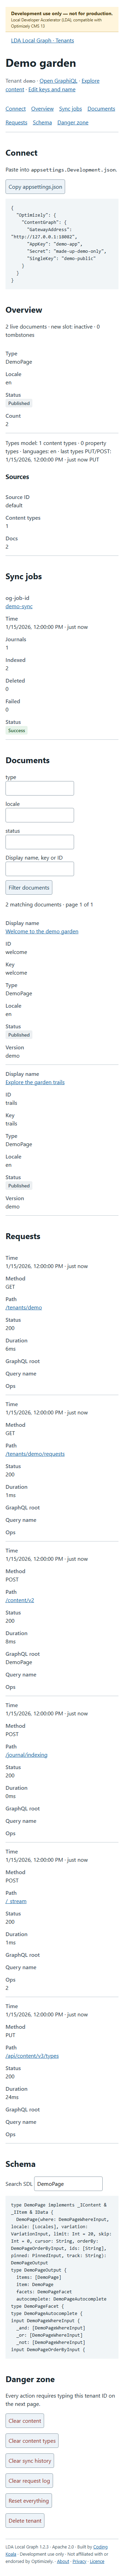 Development use only — not for production.
Local Developer Aclerator (LDA), compatible with
Optimizely CMS 13
LDA Local Graph · Tenants
Demo garden
Tenant demo · Open GraphiQL · Explore
content · Edit keys and name
Connect Overview Sync jobs Documents
Requests Schema Danger zone
Connect
Paste into appsettings.Development.json.
Copy appsettings.json
{
"Optimizely": {
"ContentGraph": {
"GatewayAddress":
"AppKey": "demo-app",
"Secret": "made-up-demo-only",
"SingleKey": "demo-public"
}
}
}
Overview
2 live documents · new slot: inactive · 0
tombstones
Type
DemoPage
Locale
en
Status
Published
Count
2
Types model: 1 content types · 0 property
types · languages: en · last types PUT/POST:
1/15/2026, 12:00:00 PM · just now PUT
Sources
Source ID
default
Content types
1
Docs
2
Sync jobs
og-job-id
demo-sync
Time
1/15/2026, 12:00:00 PM · just now
Journals
1
Indexed
2
Deleted
0
Failed
0
Status
Success
Documents
type
locale
status
Display name, key or ID
Filter documents
2 matching documents · page 1 of 1
Display name
Welcome to the demo garden
ID
welcome
Key
welcome
Type
DemoPage
Locale
en
Status
Published
Version
demo
Display name
Explore the garden trails
ID
trails
Key
trails
Type
DemoPage
Locale
en
Status
Published
Version
demo
Requests
Time
1/15/2026, 12:00:00 PM · just now
Method
GET
Path
/tenants/demo
Status
200
Duration
6ms
GraphQL root
Query name
Ops
Time
1/15/2026, 12:00:00 PM · just now
Method
GET
Path
/tenants/demo/requests
Status
200
Duration
1ms
GraphQL root
Query name
Ops
Time
1/15/2026, 12:00:00 PM · just now
Method
POST
Path
/content/v2
Status
200
Duration
8ms
GraphQL root
DemoPage
Query name
Ops
Time
1/15/2026, 12:00:00 PM · just now
Method
POST
Path
/journal/indexing
Status
200
Duration
0ms
GraphQL root
Query name
Ops
Time
1/15/2026, 12:00:00 PM · just now
Method
POST
Path
/_stream
Status
200
Duration
1ms
GraphQL root
Query name
Ops
2
Time
1/15/2026, 12:00:00 PM · just now
Method
PUT
Path
/api/content/v3/types
Status
200
Duration
24ms
GraphQL root
Query name
Ops
Schema
Search SDL DemoPage
type DemoPage implements _IContent &
_IItem & IData {
DemoPage(where: DemoPageWhereInput,
locale: [Locales], variation:
VariationInput, limit: Int = 20, skip:
Int = 0, cursor: String, orderBy:
DemoPageOrderByInput, ids: [String],
pinned: PinnedInput, track: String):
DemoPageOutput
type DemoPageOutput {
items: [DemoPage]
item: DemoPage
facets: DemoPageFacet
autocomplete: DemoPageAutocomplete
type DemoPageFacet {
type DemoPageAutocomplete {
input DemoPageWhereInput {
_and: [DemoPageWhereInput]
_or: [DemoPageWhereInput]
_not: [DemoPageWhereInput]
input DemoPageOrderByInput {
Danger zone
Every action requires typing this tenant ID on
the next page.
Clear content
Clear content types
Clear sync history
Clear request log
Reset everything
Delete tenant
LDA Local Graph 1.2.3 · Apache 2.0 · Built by Coding
Koala · Development use only · Not affiliated with or
endorsed by Optimizely. · About · Privacy · Licence